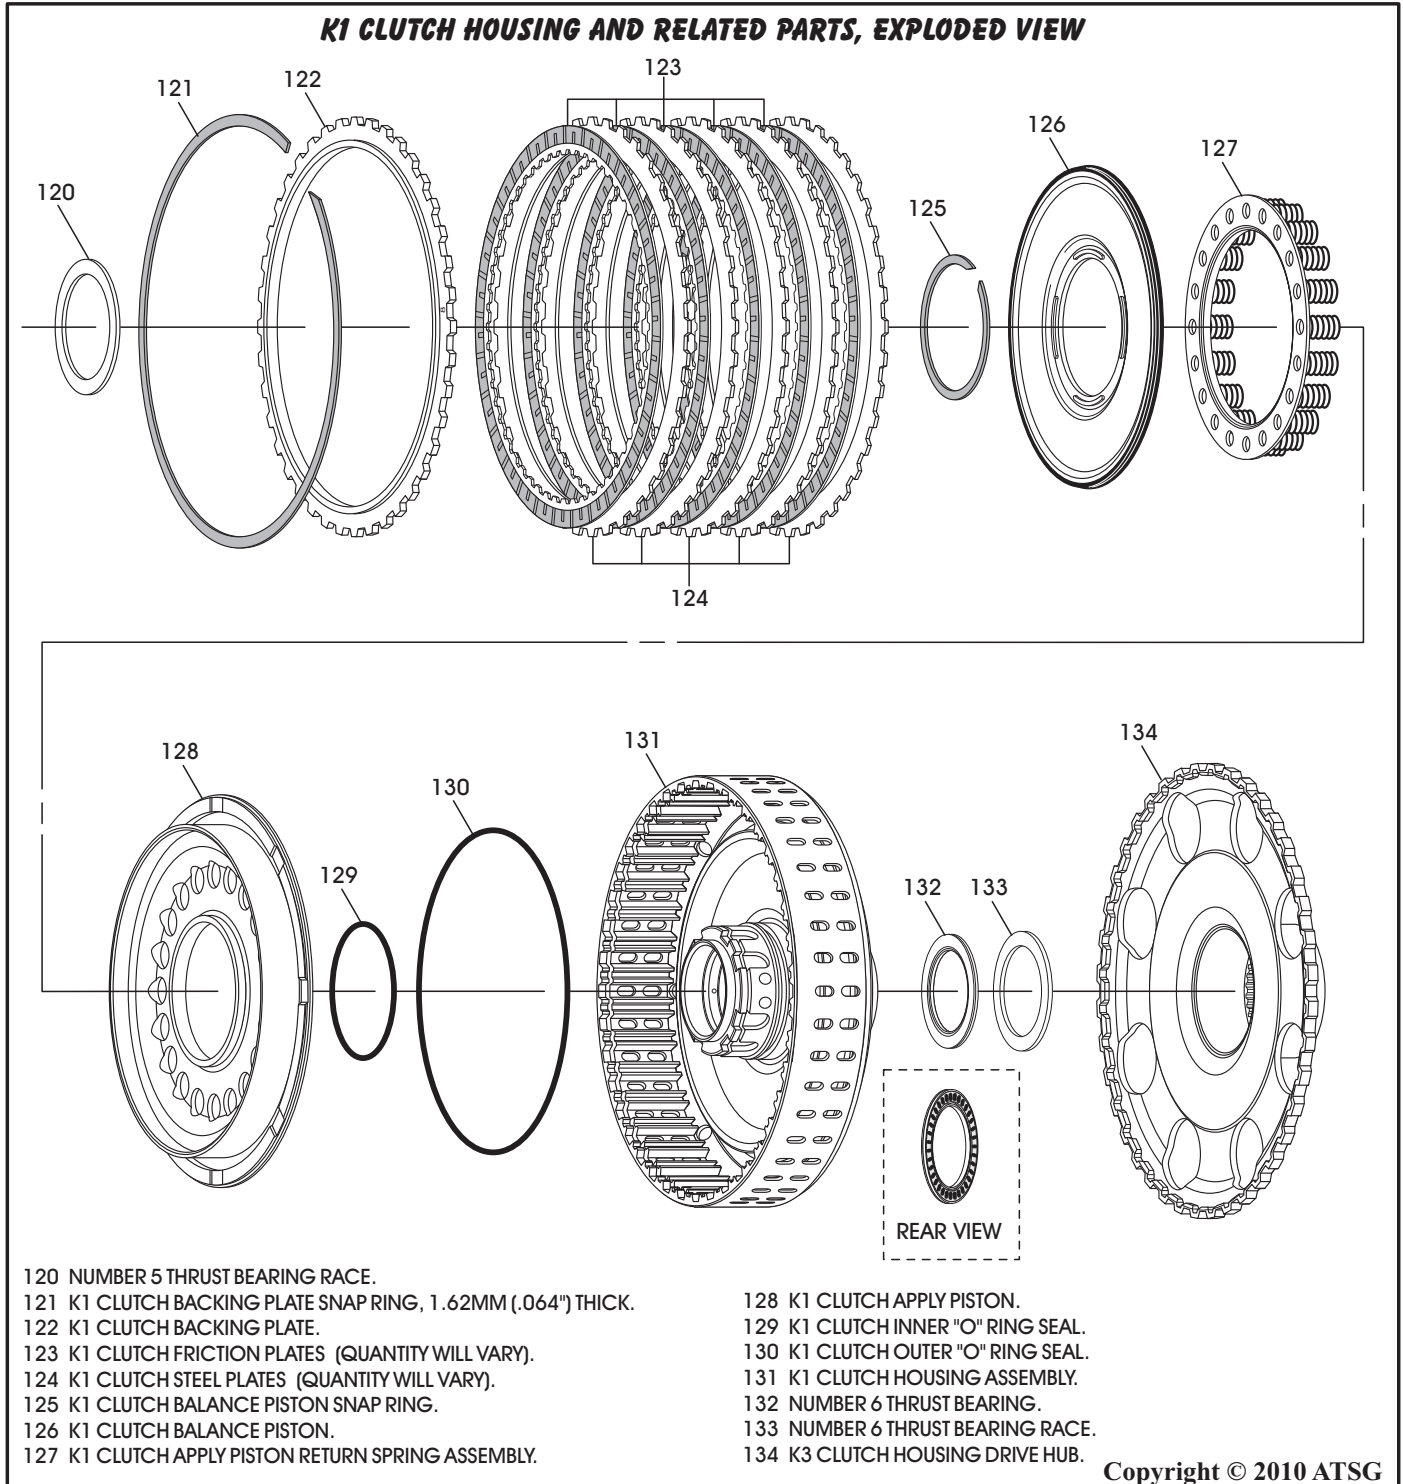 K1 CLUTCH HOUSING AND RELATED PARTS, EXPLODED VIEW
123
122
121
126
127
120
125
124
134
131
128
130
129
132
133
REAR VIEW
120 NUMBER 5 THRUST BEARING RACE.
121 K1 CLUTCH BACKING PLATE SNAP RING, 1.62MM (.064") THICK.
122 K1 CLUTCH BACKING PLATE.
123 K1 CLUTCH FRICTION PLATES (QUANTITY WILL VARY).
124 K1 CLUTCH STEEL PLATES (QUANTITY WILL VARY).
125 K1 CLUTCH BALANCE PISTON SNAP RING.
126 K1 CLUTCH BALANCE PISTON.
127 K1 CLUTCH APPLY PISTON RETURN SPRING ASSEMBLY.
128 K1 CLUTCH APPLY PISTON.
129 K1 CLUTCH INNER "O" RING SEAL.
130 K1 CLUTCH OUTER "O" RING SEAL.
131 K1 CLUTCH HOUSING ASSEMBLY.
132 NUMBER 6 THRUST BEARING.
133 NUMBER 6 THRUST BEARING RACE.
134 K3 CLUTCH HOUSING DRIVE HUB.
Copyright © 2010 ATSG